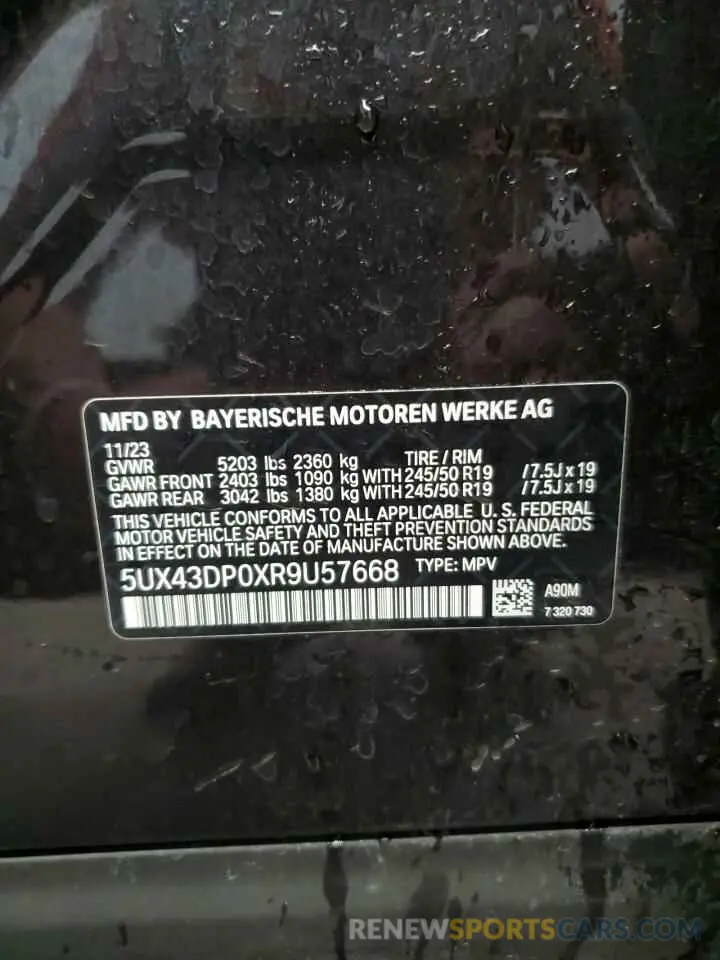 MFD BY BAYERISCHE MOTOREN WERKE AG
11/23
GVWR 5203 lbs 2360 kg TIRE / RIM
GAWR FRONT 2403 lbs 1090 kg WITH 245/50 R19 / 7.5J x 19
GAWR REAR 3042 lbs 1380 kg WITH 245/50 R19 / 7.5J x 19
THIS VEHICLE CONFORMS TO ALL APPLICABLE U. S. FEDERAL
MOTOR VEHICLE SAFETY AND THEFT PREVENTION STANDARDS
IN EFFECT ON THE DATE OF MANUFACTURE SHOWN ABOVE.
5UX43DP0XR9U57668 TYPE: MPV
A90M
7 320 730
RENEWSPORTSCARS.COM